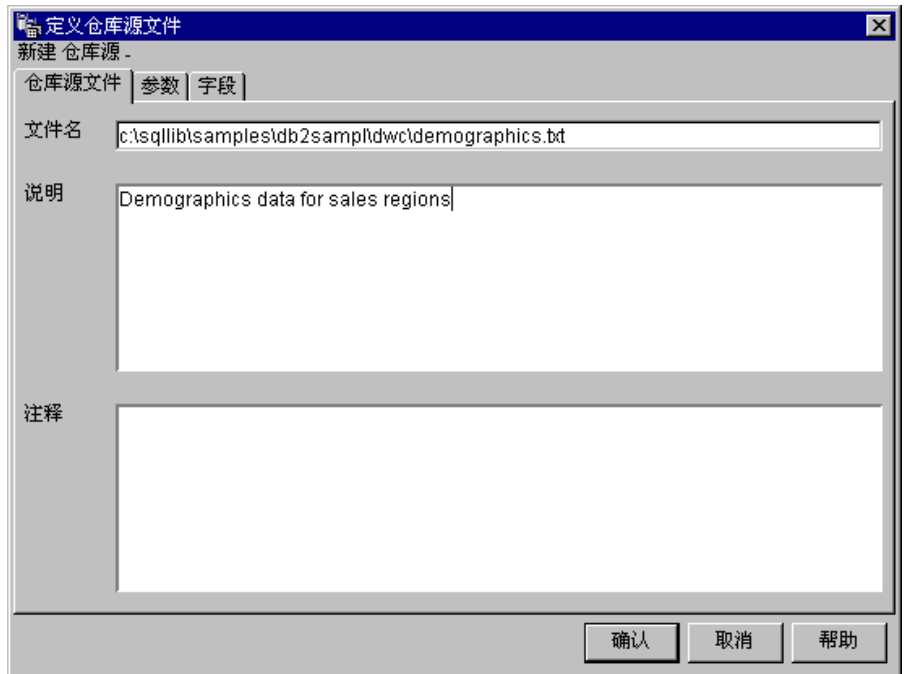 定义仓库源文件
新建 仓库源 -
仓库源文件 参数 字段
文件名 c:\sqllib\samples\db2sampl\dwc\demographics.txt
说明 Demographics data for sales regions
注释
确认 取消 帮助